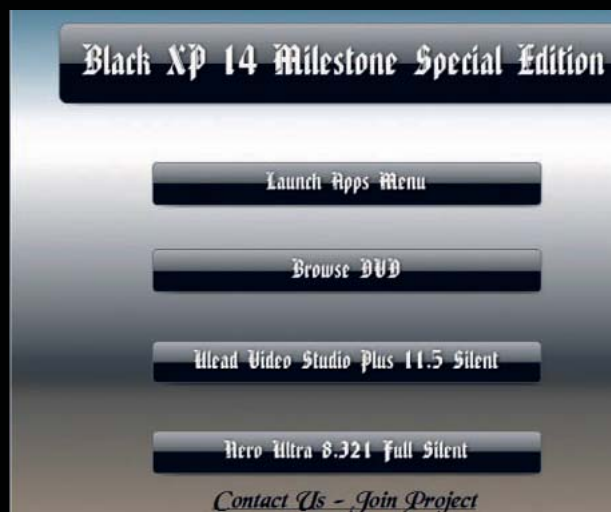 Black XP 14 Milestone Special Edition
Launch Apps Menu
Browse DVD
Ulead Video Studio Plus 11.5 Silent
Nero Ultra 8.321 Full Silent
Contact Us - Join Project